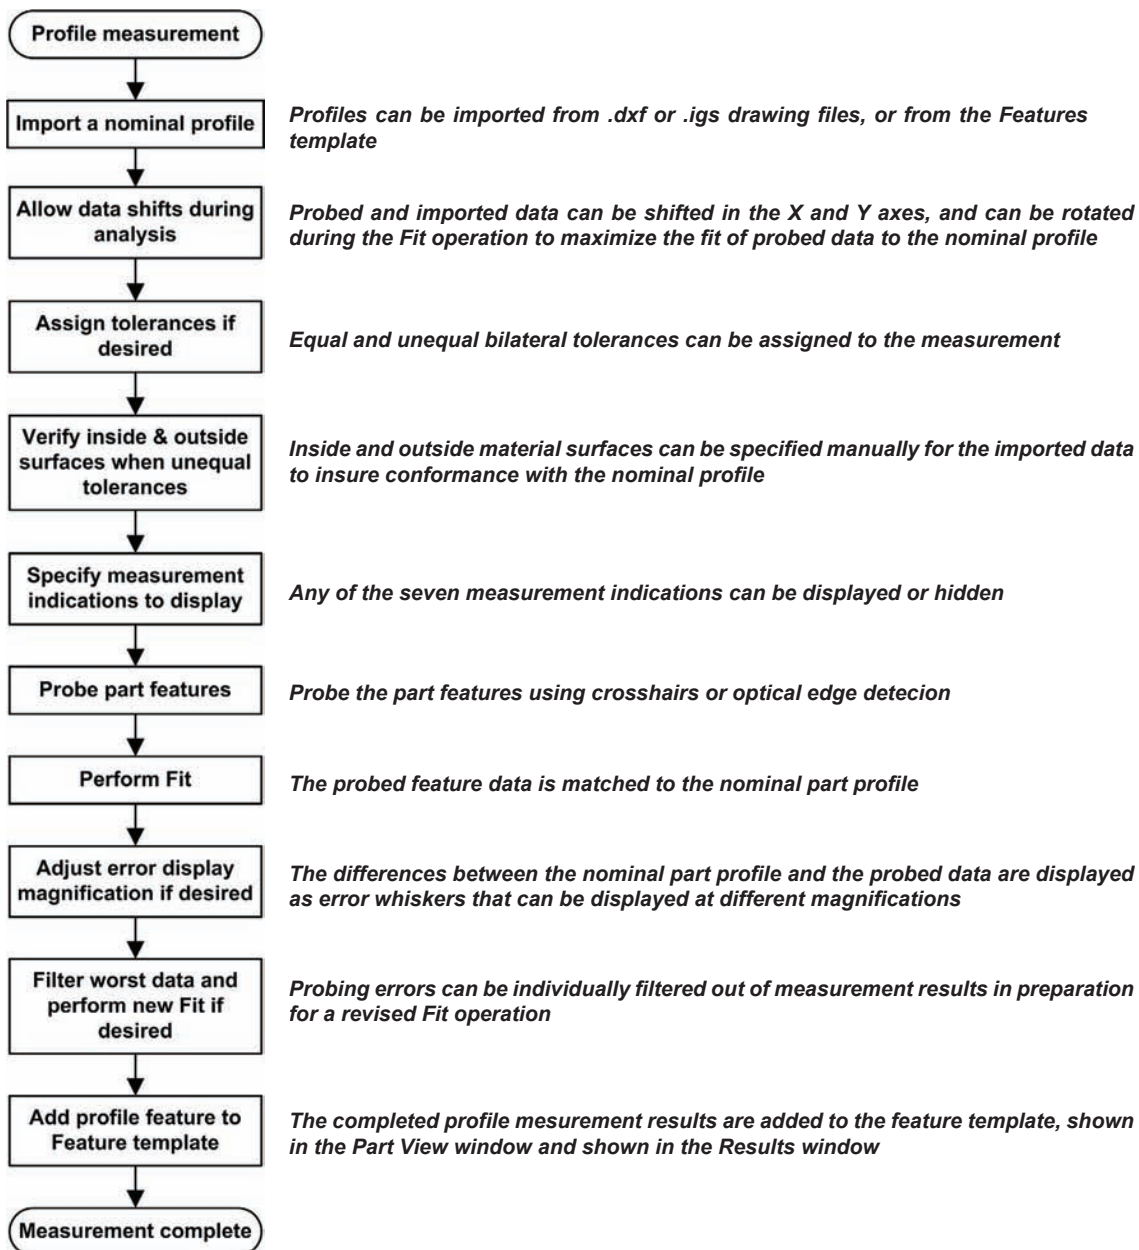 Profile measurement
Import a nominal profile
Profiles can be imported from .dxf or .igs drawing files, or from the Features
template
Allow data shifts during
analysis
Probed and imported data can be shifted in the X and Y axes, and can be rotated
during the Fit operation to maximize the fit of probed data to the nominal profile
Assign tolerances if
desired
Equal and unequal bilateral tolerances can be assigned to the measurement
Verify inside & outside
surfaces when unequal
tolerances
Inside and outside material surfaces can be specified manually for the imported data
to insure conformance with the nominal profile
Specify measurement
indications to display
Any of the seven measurement indications can be displayed or hidden
Probe part features
Probe the part features using crosshairs or optical edge detecion
Perform Fit
The probed feature data is matched to the nominal part profile
Adjust error display
magnification if desired
The differences between the nominal part profile and the probed data are displayed
as error whiskers that can be displayed at different magnifications
Filter worst data and
perform new Fit if
desired
Probing errors can be individually filtered out of measurement results in preparation
for a revised Fit operation
Add profile feature to
Feature template
The completed profile mesurement results are added to the feature template, shown
in the Part View window and shown in the Results window
Measurement complete